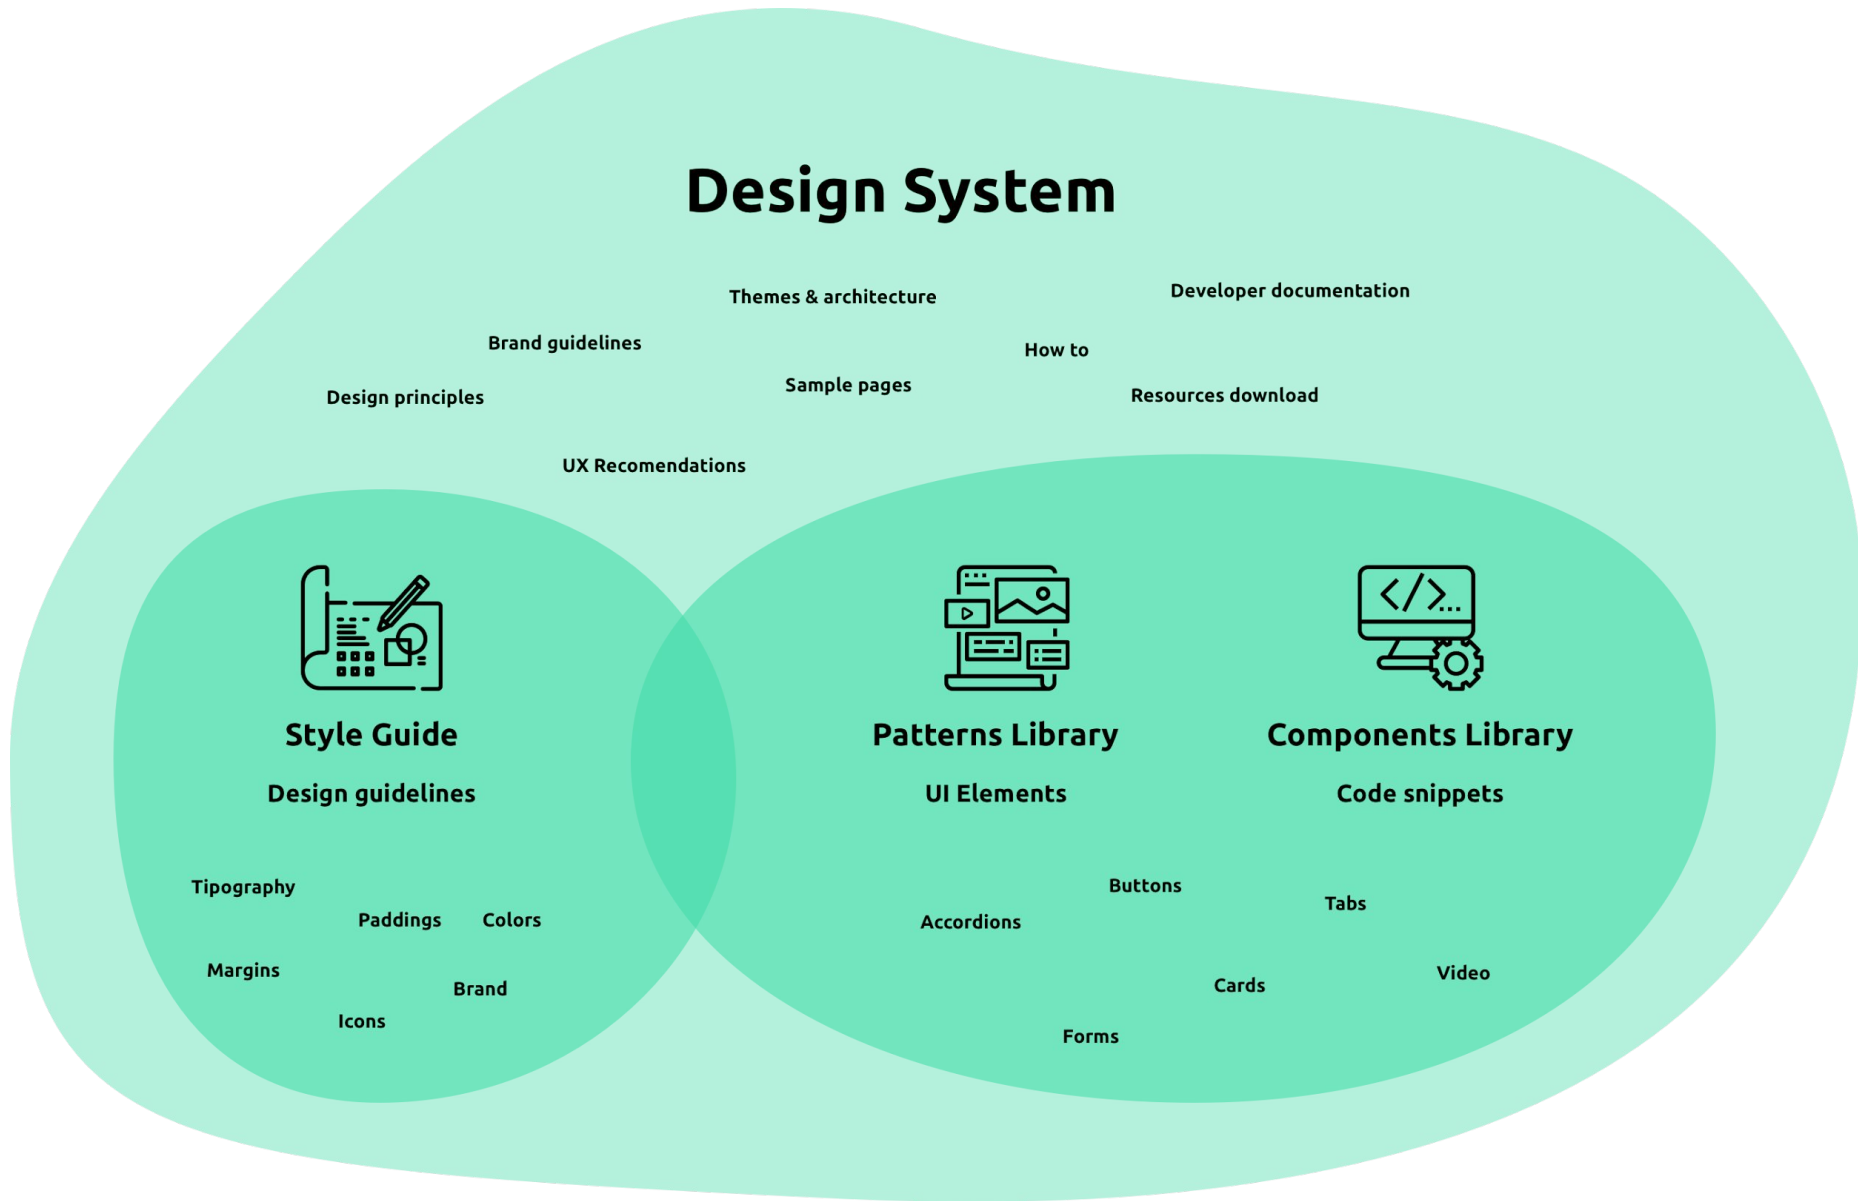 Design System
Developer documentation
Themes & architecture
Brand guidelines
How to
Sample pages
Resources download
Design principles
UX Recomendations
Style Guide
Design guidelines
Tipography
Paddings
Colors
Margins
Brand
Icons
Patterns Library
UI Elements
Components Library
Code snippets
Buttons
Tabs
Accordions
Video
Cards
Forms